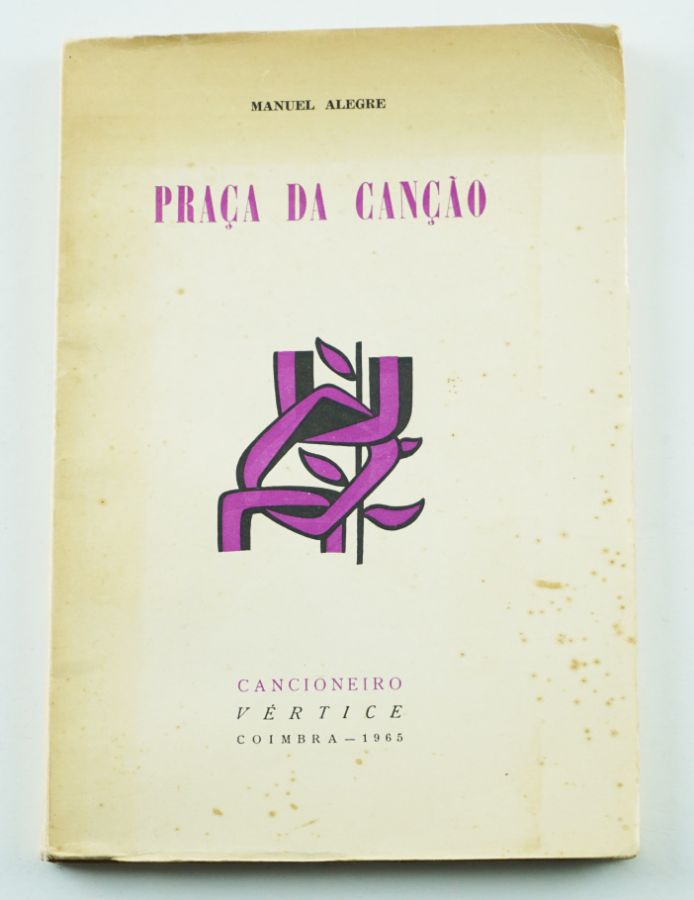 MANUEL ALEGRE
PRAÇA DA CANÇÃO
CANCIONEIRO
VÉRTICE
COIMBRA — 1965